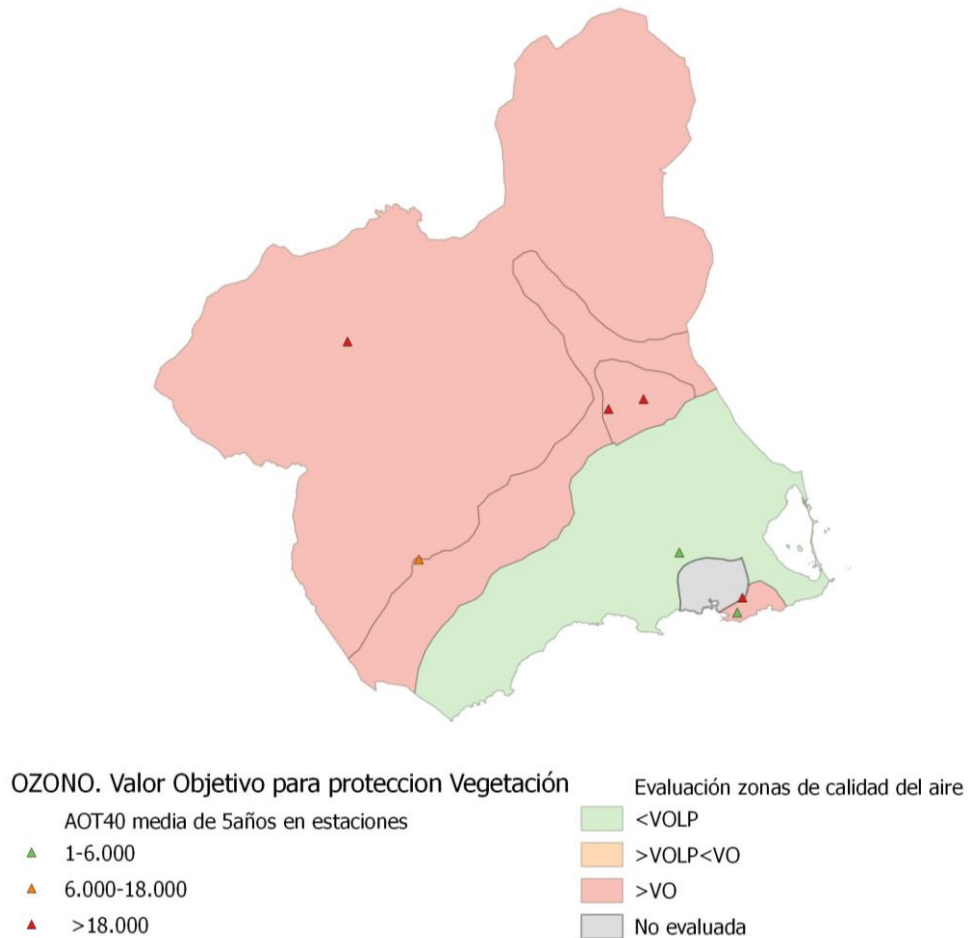 OZONO. Valor Objetivo para proteccion Vegetación
AOT40 media de 5años en estaciones
1-6.000
6.000-18.000
>18.000
Evaluación zonas de calidad del aire
<VOLP
>VOLP<VO
>VO
No evaluada